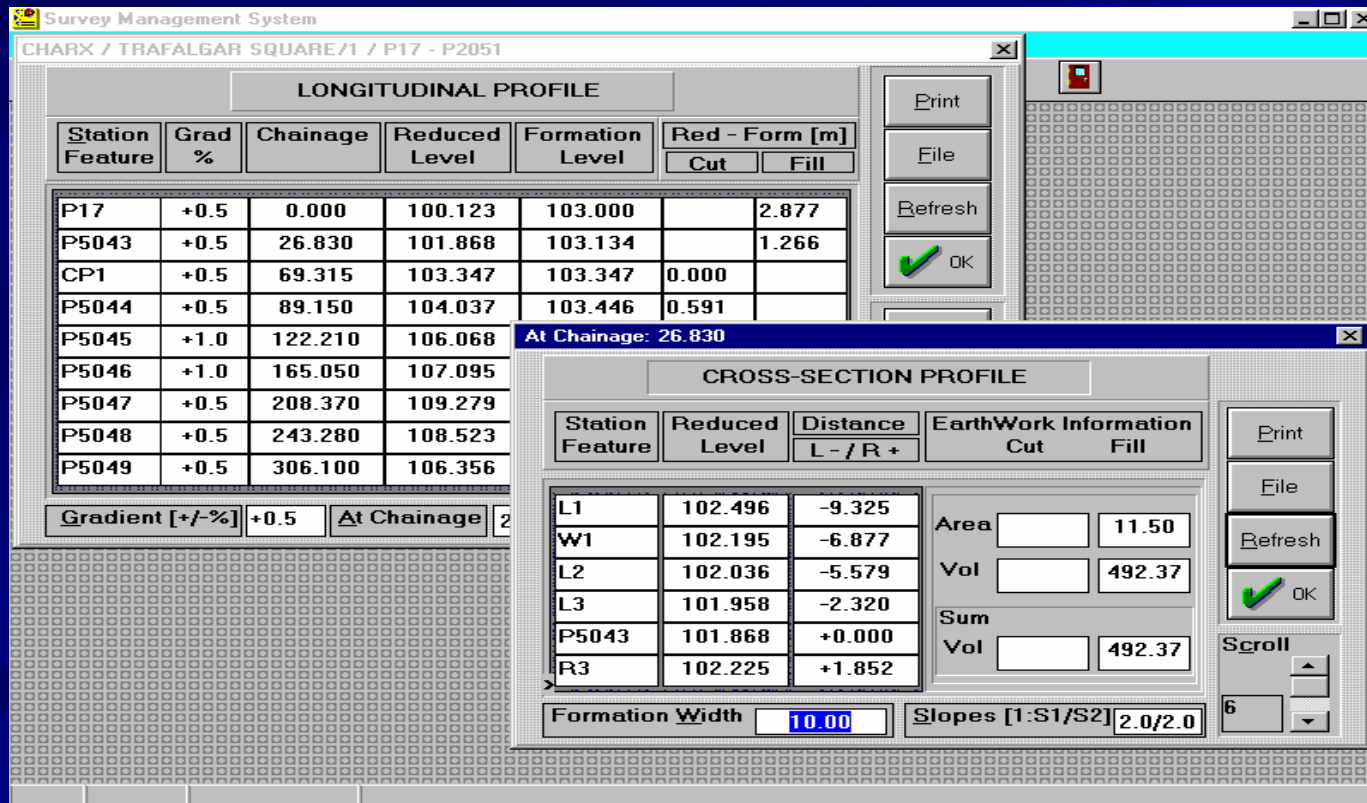 Survey Management System
CHARX / TRAFALGAR SQUARE/1 / P17 - P2051
LONGITUDINAL PROFILE
Station Feature Grad % Chainage Reduced Level Formation Level Red - Form [m] Cut Fill
P17 +0.5 0.000 100.123 103.000 2.877
P5043 +0.5 26.830 101.868 103.134 1.266
CP1 +0.5 69.315 103.347 103.347 0.000
P5044 +0.5 89.150 104.037 103.446 0.591
P5045 +1.0 122.210 106.068
P5046 +1.0 165.050 107.095
P5047 +0.5 208.370 109.279
P5048 +0.5 243.280 108.523
P5049 +0.5 306.100 106.356
Gradient [+/-%] +0.5 At Chainage 2
Print
File
Refresh
OK
At Chainage: 26.830
CROSS-SECTION PROFILE
Station Feature Reduced Level Distance L - / R + EarthWork Information Cut Fill
L1 102.496 -9.325
W1 102.195 -6.877
L2 102.036 -5.579
L3 101.958 -2.320
P5043 101.868 +0.000
R3 102.225 +1.852
Area 11.50
Vol 492.37
Sum
Vol 492.37
Formation Width 10.00 Slopes [1:S1/S2] 2.0/2.0
Print
File
Refresh
OK
Scroll
6